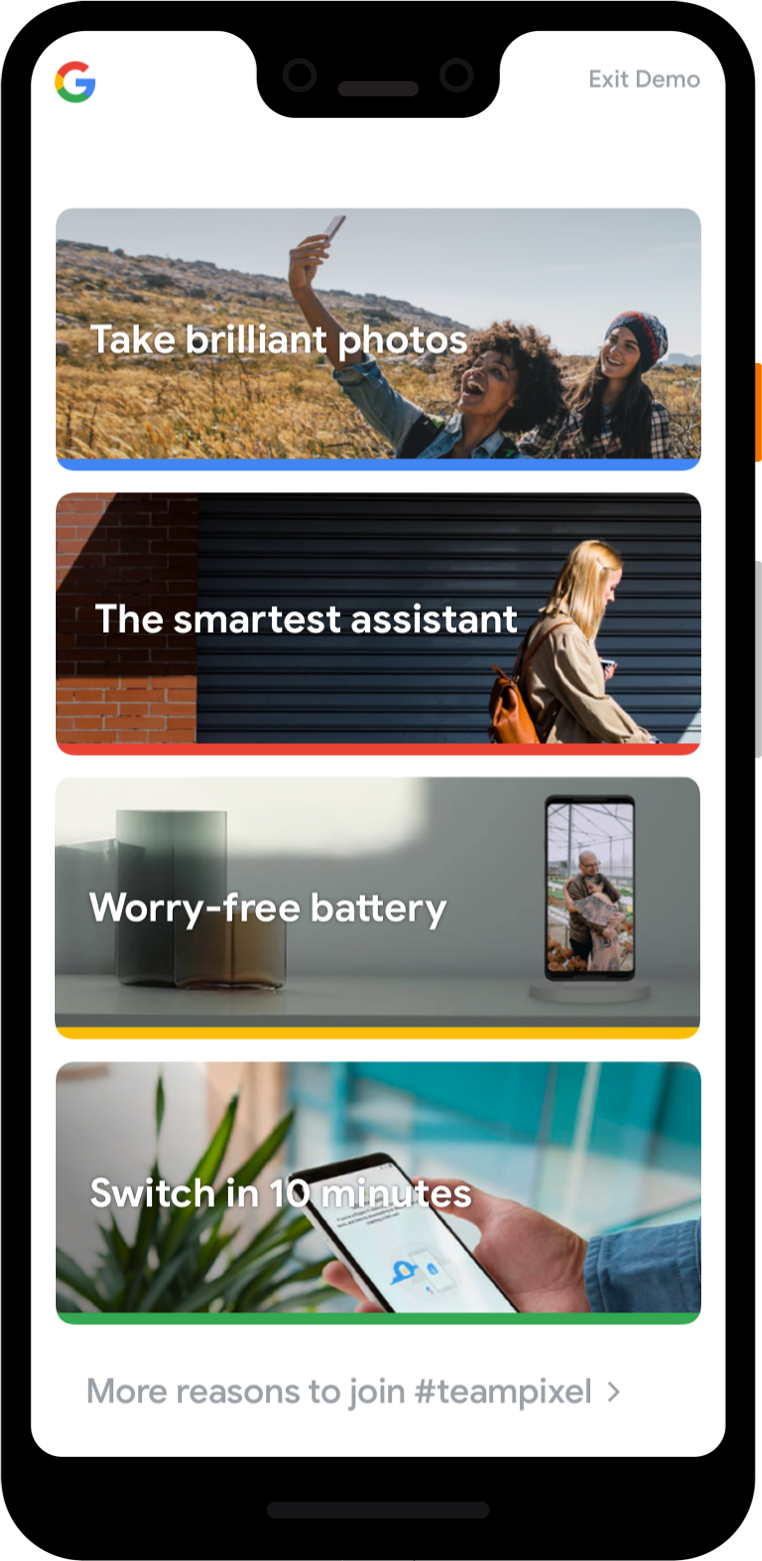 Exit Demo
Take brilliant photos
The smartest assistant
Worry-free battery
Switch in 10 minutes
More reasons to join #teampixel